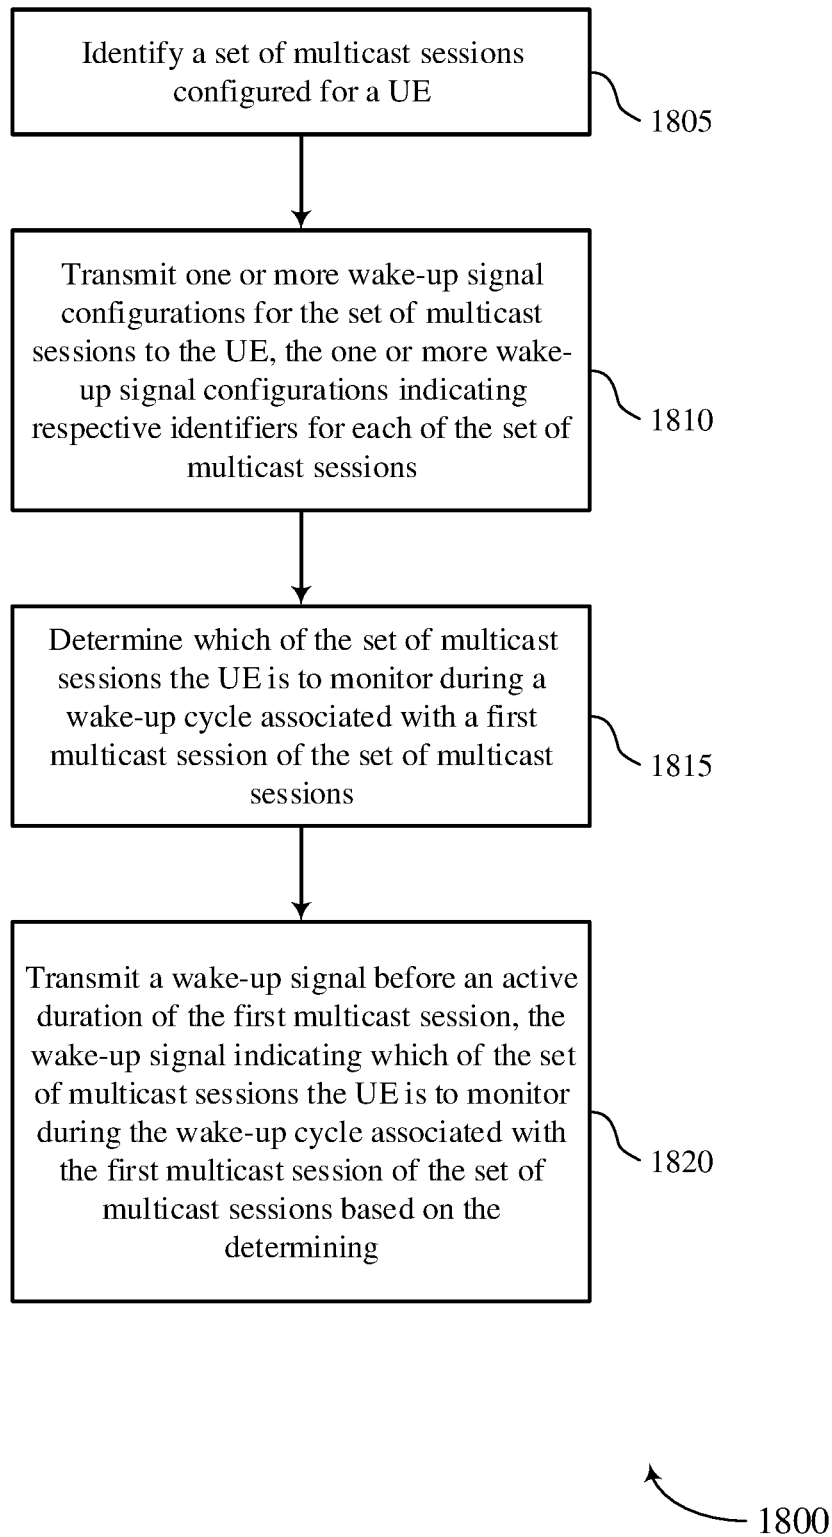 Identify a set of multicast sessions
configured for a UE
1805
Transmit one or more wake-up signal
configurations for the set of multicast
sessions to the UE, the one or more wake-
up signal configurations indicating
respective identifiers for each of the set of
multicast sessions
1810
Determine which of the set of multicast
sessions the UE is to monitor during a
wake-up cycle associated with a first
multicast session of the set of multicast
sessions
1815
Transmit a wake-up signal before an active
duration of the first multicast session, the
wake-up signal indicating which of the set
of multicast sessions the UE is to monitor
during the wake-up cycle associated with
the first multicast session of the set of
multicast sessions based on the
determining
1820
1800